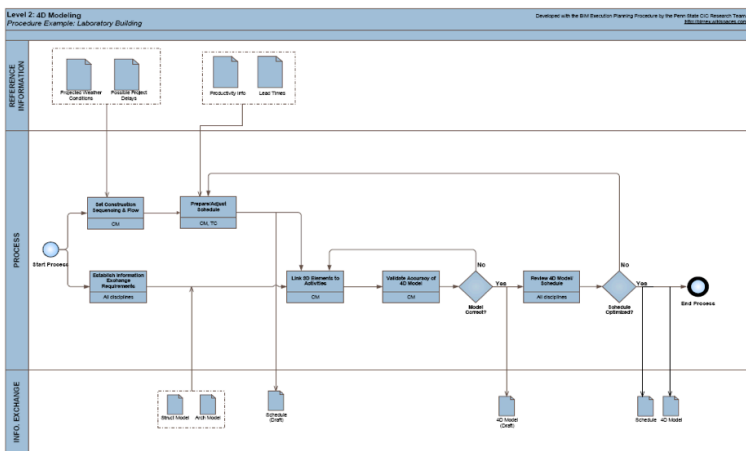 Level 2: 4D Modeling
Procedure Example: Laboratory Building
Developed with the BIM Execution Planning Procedure by the Penn State CIC Research Team
REFERENCE
INFORMATION
Projected Weather
Conditions
Possible Project
Delays
Productivity Info
Lead Times
PROCESS
Set Construction
Sequencing & Flow
CM
Prepare/Adjust
Schedule
CM, TC
No
Start Process
Establish Information
Exchange
Requirements
All disciplines
Link 3D Elements to
Activities
CM
Validate Accuracy of
4D Model
CM
No
Yes
Model
Correct?
Review 4D Model/
Schedule
All disciplines
Yes
Schedule
Optimized?
End Process
INFO. EXCHANGE
Struct Model
Arch Model
Schedule
(Draft)
4D Model
(Draft)
Schedule
4D Model